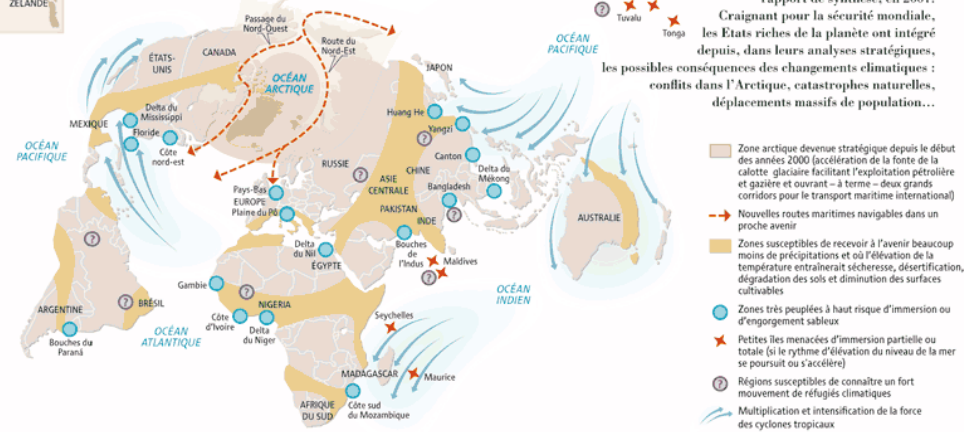 ZÉLANDE
Passage du
Nord-Ouest
Route du
Nord-Est
CANADA
ÉTATS-
UNIS
OCÉAN
ARCTIQUE
OCÉAN
PACIFIQUE
JAPON
?
Tuvalu
Tonga
rapport de synthèse, en 2007.
Craignant pour la sécurité mondiale,
les Etats riches de la planète ont intégré
depuis, dans leurs analyses stratégiques,
les possibles conséquences des changements climatiques :
conflits dans l'Arctique, catastrophes naturelles,
déplacements massifs de population…
MEXIQUE
Delta du
Mississippi
Floride
Côte
nord-est
OCÉAN
PACIFIQUE
Huang He
Yangzi
?
Canton
CHINE
Delta du
Mékong
RUSSIE
?
ASIE
CENTRALE
Bangladesh
PAKISTAN
INDE
?
Pays-Bas
EUROPE
Plaine du Pô
Delta
du Nil
ÉGYPTE
Bouches
de
l'Indus
Maldives
?
AUSTRALIE
OCÉAN
INDIEN
?
ARGENTINE
?
BRÉSIL
Bouches du
Paraná
OCÉAN
ATLANTIQUE
Gambie
?
NIGERIA
Côte
d'Ivoire
Delta
du Niger
Seychelles
MADAGASCAR
Maurice
AFRIQUE
DU SUD
Côte sud
du Mozambique
Zone arctique devenue stratégique depuis le début
des années 2000 (accélération de la fonte de la
calotte glaciaire facilitant l'exploitation pétrolière
et gazière et ouvrant – à terme – deux grands
corridors pour le transport maritime international)
Nouvelles routes maritimes navigables dans un
proche avenir
Zones susceptibles de recevoir à l'avenir beaucoup
moins de précipitations et où l'élévation de la
température entraînerait sécheresse, désertification,
dégradation des sols et diminution des surfaces
cultivables
Zones très peuplées à haut risque d'immersion ou
d'engorgement sableux
Petites îles menacées d'immersion partielle ou
totale (si le rythme d'élévation du niveau de la mer
se poursuit ou s'accélère)
?
Régions susceptibles de connaître un fort
mouvement de réfugiés climatiques
Multiplication et intensification de la force
des cyclones tropicaux